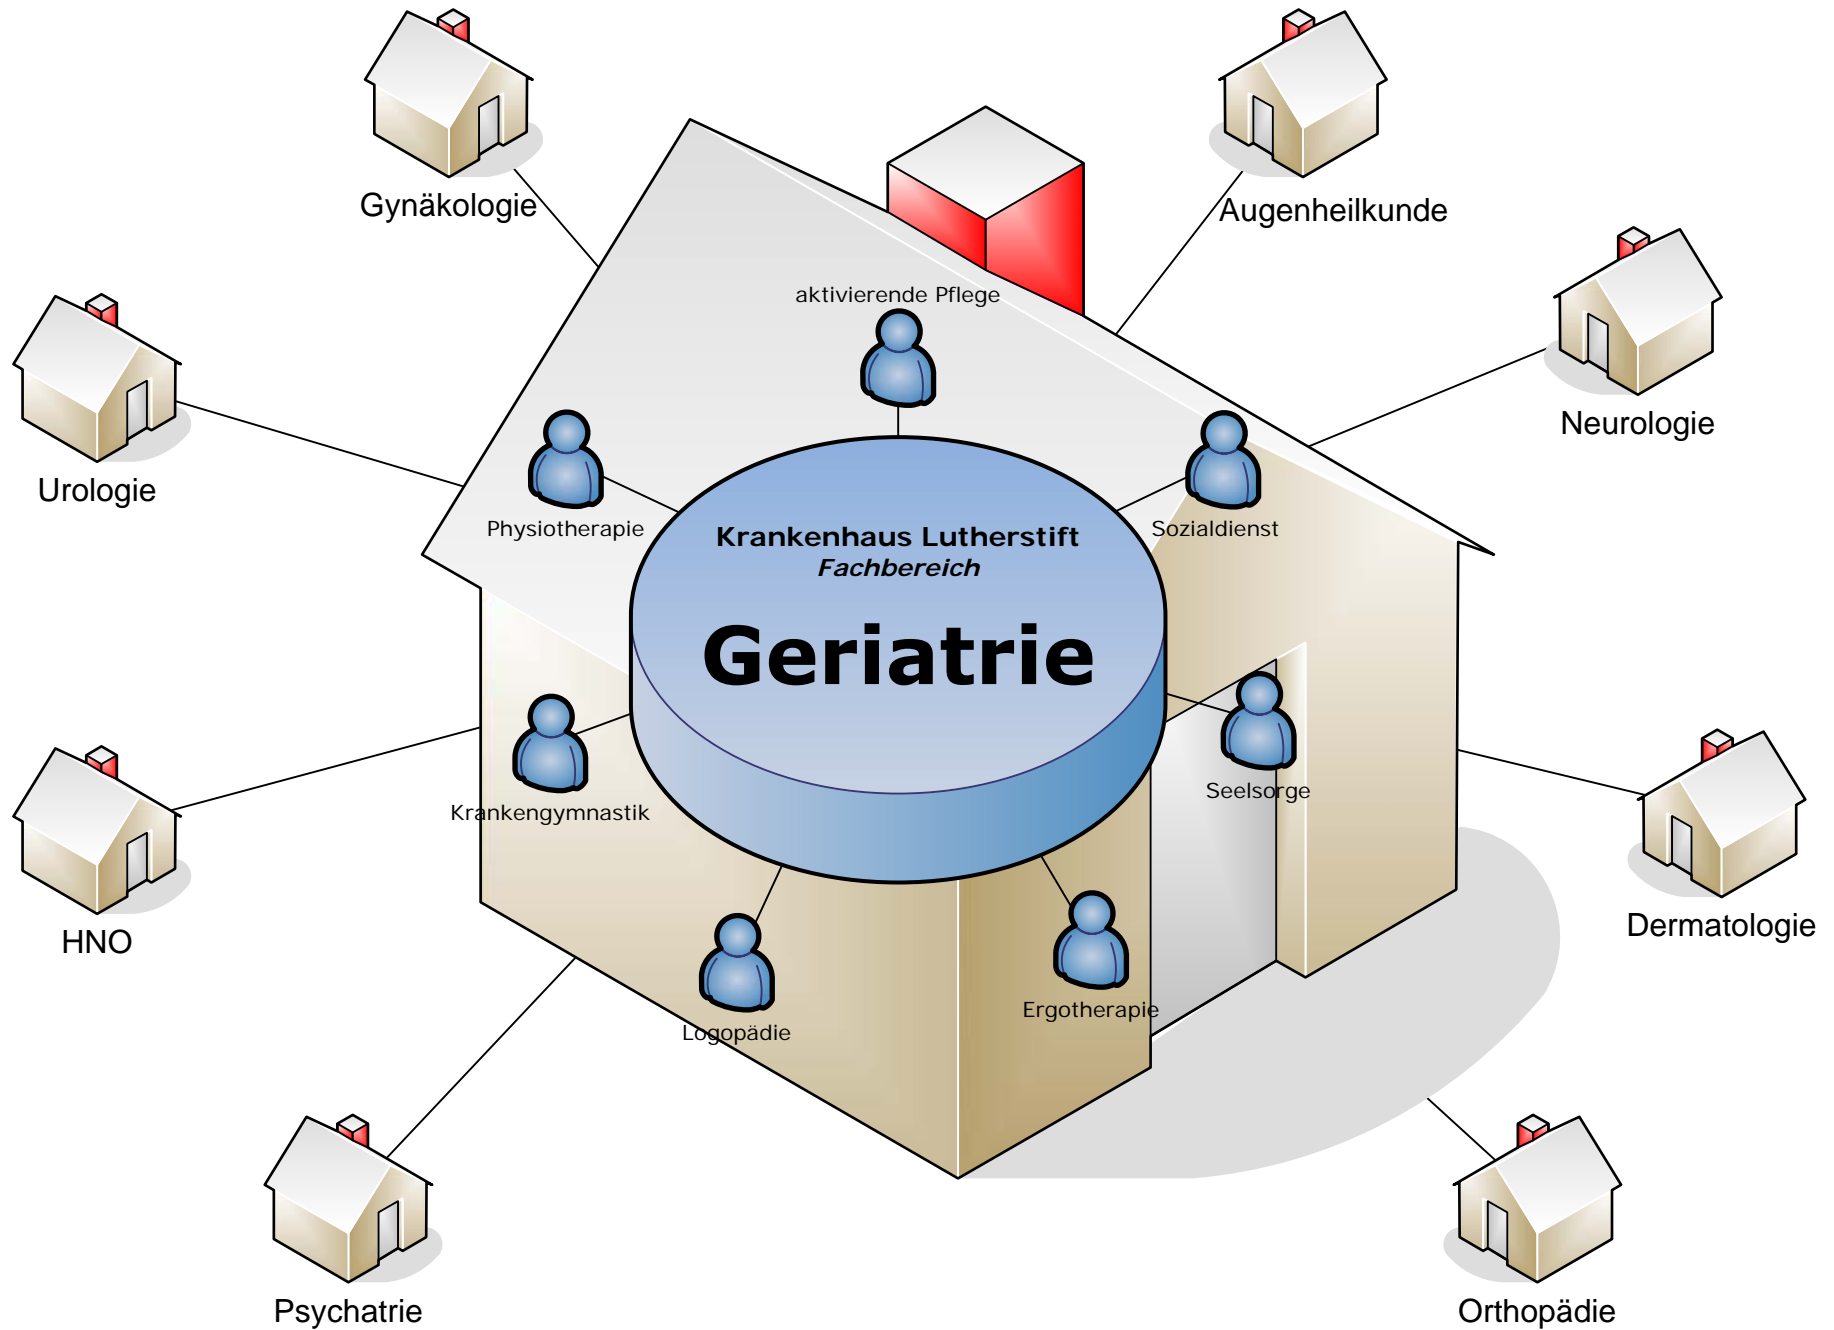 Gynäkologie
Augenheilkunde
aktivierende Pflege
Neurologie
Urologie
Physiotherapie
Sozialdienst
Krankenhaus Lutherstift
Fachbereich
Geriatrie
Seelsorge
Krankengymnastik
Dermatologie
HNO
Ergotherapie
Logopädie
Psychatrie
Orthopädie